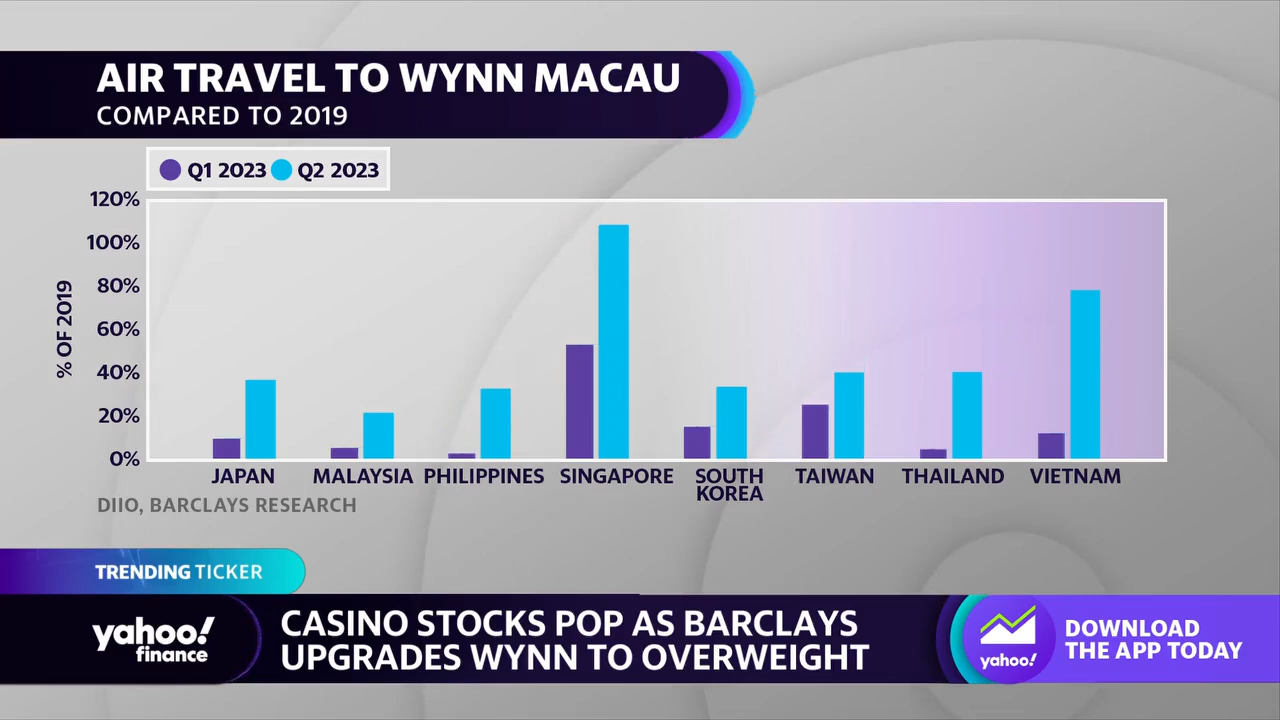 AIR TRAVEL TO WYNN MACAU
COMPARED TO 2019
Q1 2023 Q2 2023
120%
100%
80%
60%
40%
20%
0%
% OF 2019
JAPAN MALAYSIA PHILIPPINES SINGAPORE SOUTH KOREA TAIWAN THAILAND VIETNAM
DIIO, BARCLAYS RESEARCH
TRENDING TICKER
yahoo!
finance
CASINO STOCKS POP AS BARCLAYS
UPGRADES WYNN TO OVERWEIGHT
yahoo!
DOWNLOAD
THE APP TODAY